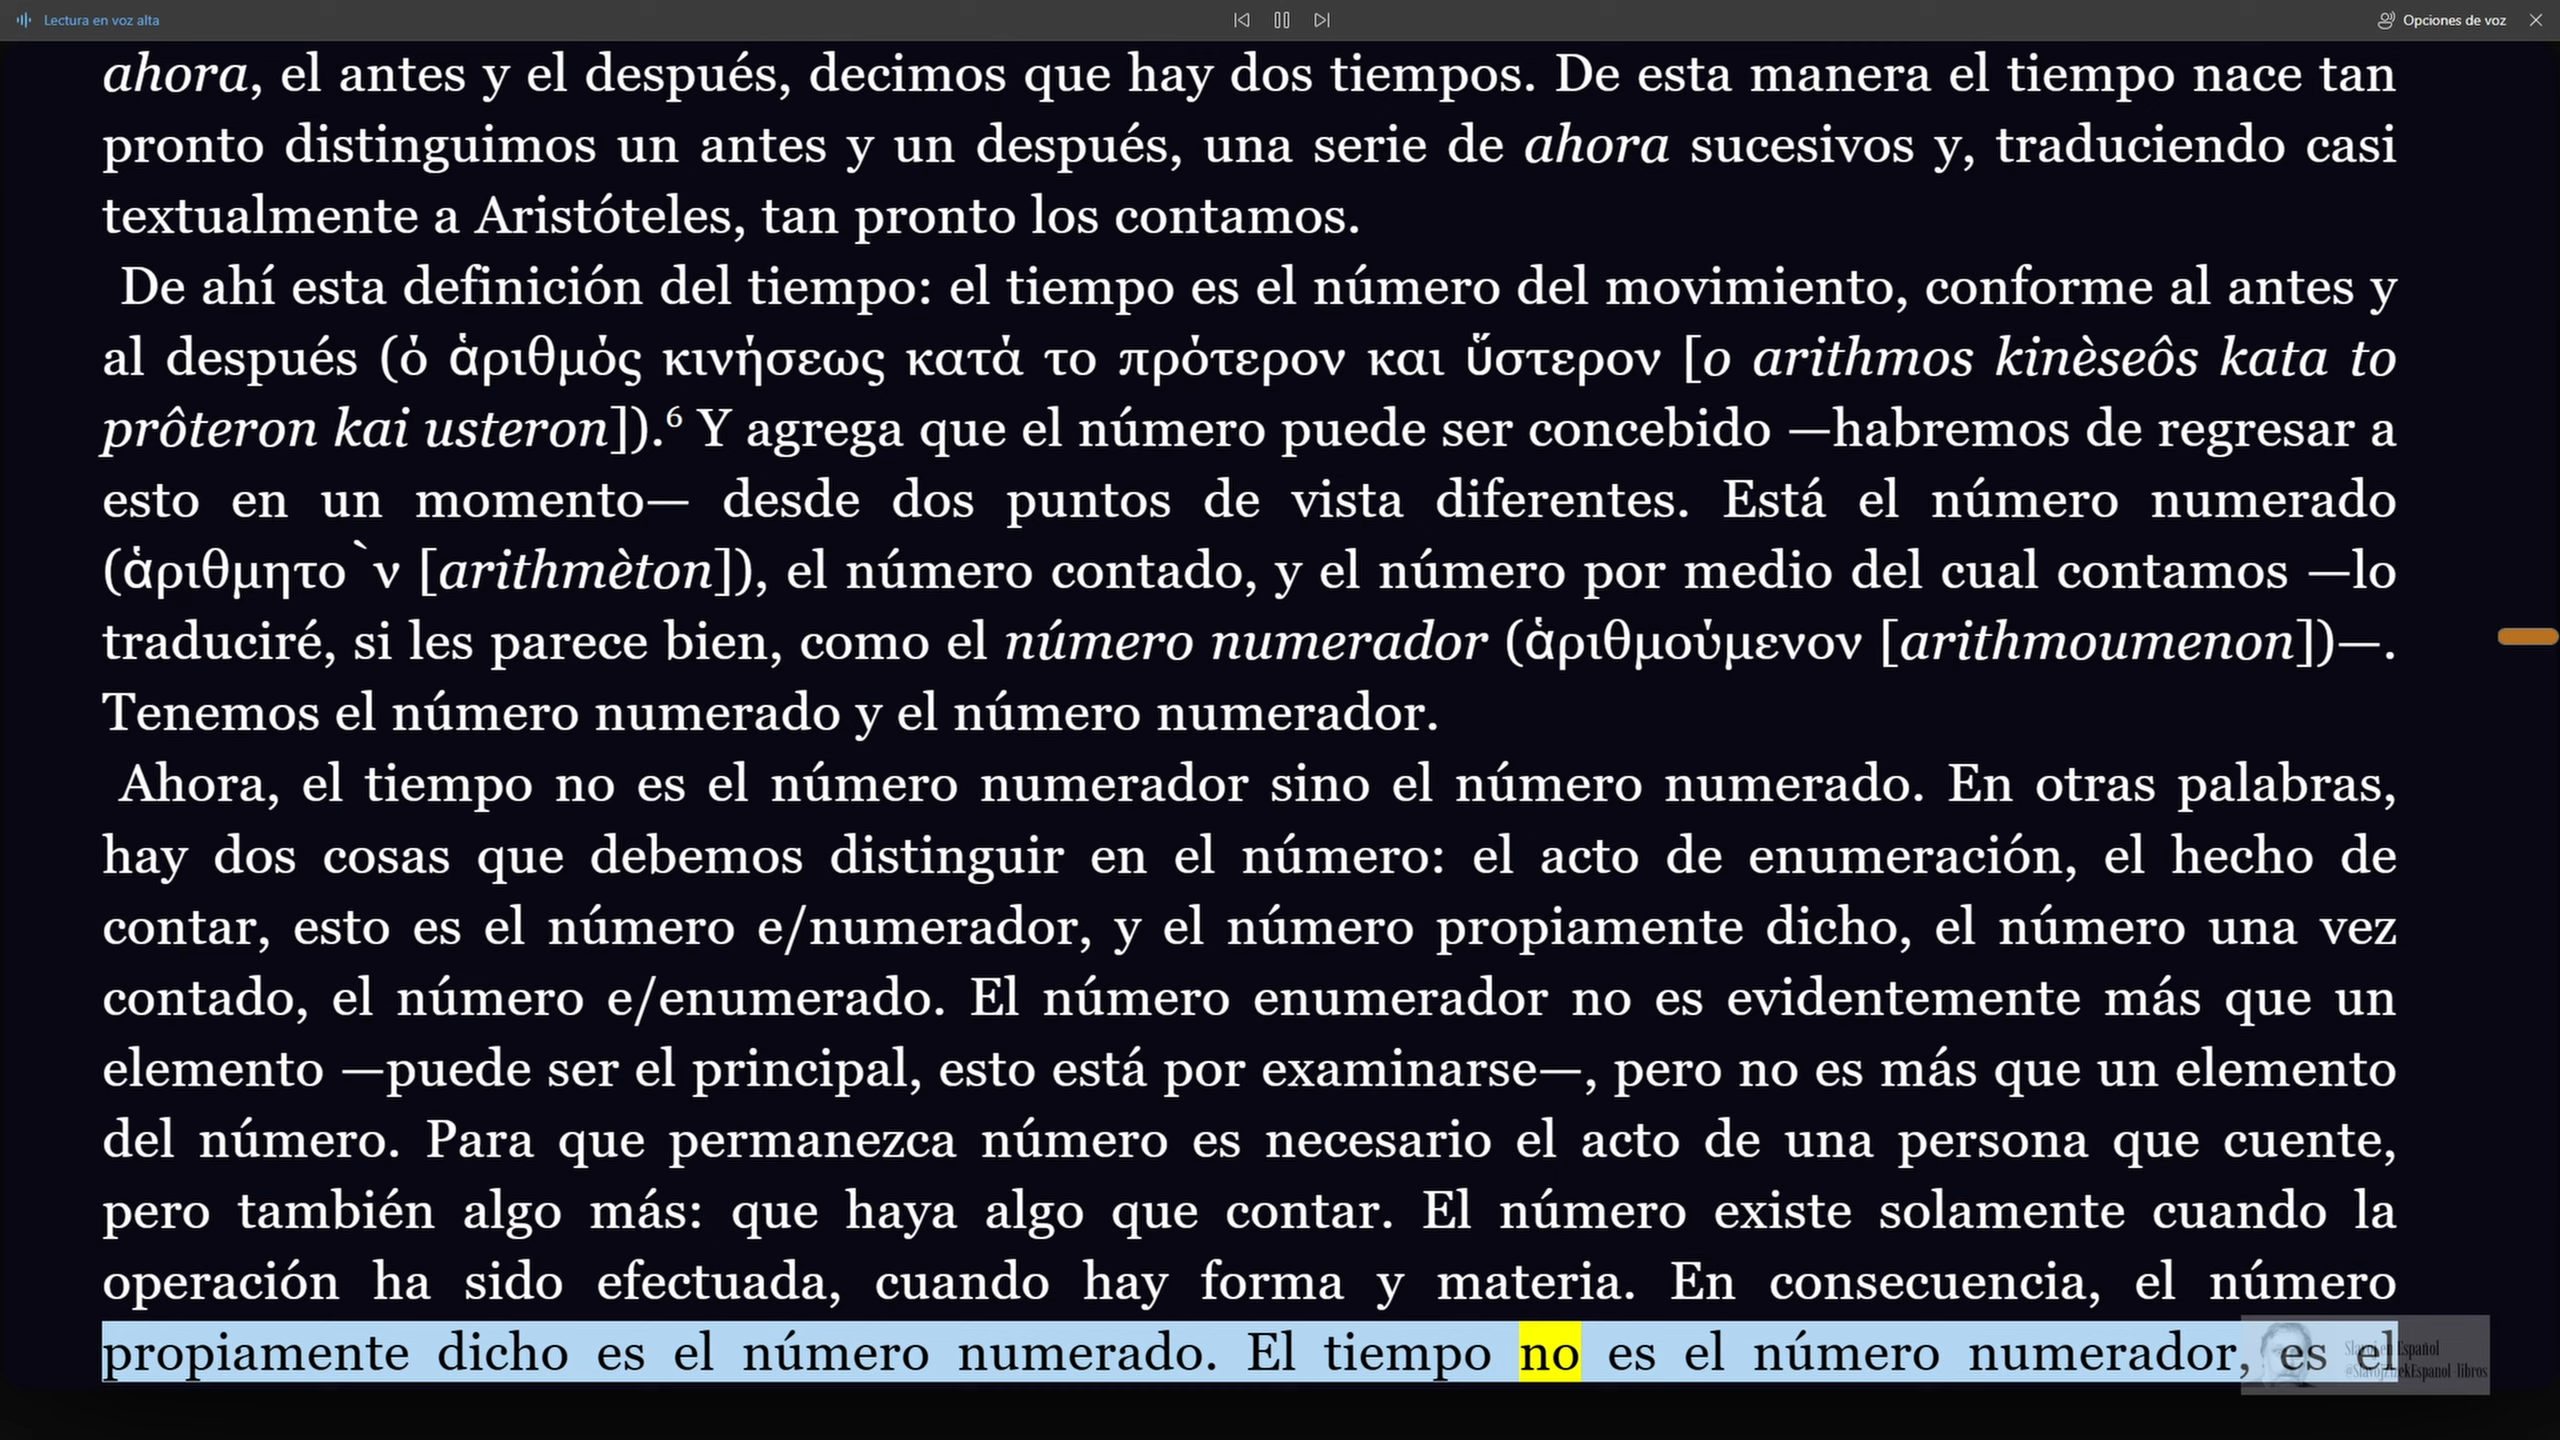 Lectura en voz alta
Opciones de voz
ahora, el antes y el después, decimos que hay dos tiempos. De esta manera el tiempo nace tan
pronto distinguimos un antes y un después, una serie de ahora sucesivos y, traduciendo casi
textualmente a Aristóteles, tan pronto los contamos.
De ahí esta definición del tiempo: el tiempo es el número del movimiento, conforme al antes y
al después (ὁ ἀριθμὁς κινἠσεως κατἀ το πρὁτερον και ὕστερον [o arithmos kinèseôs kata to
prôteron kai usteron]).⁶ Y agrega que el número puede ser concebido —habremos de regresar a
esto en un momento— desde dos puntos de vista diferentes. Está el número numerado
(ἀριθμητο`ν [arithmèton]), el número contado, y el número por medio del cual contamos —lo
traduciré, si les parece bien, como el número numerador (ἀριθμοὑμενον [arithmoumenon])—.
Tenemos el número numerado y el número numerador.
Ahora, el tiempo no es el número numerador sino el número numerado. En otras palabras,
hay dos cosas que debemos distinguir en el número: el acto de enumeración, el hecho de
contar, esto es el número e/numerador, y el número propiamente dicho, el número una vez
contado, el número e/enumerado. El número enumerador no es evidentemente más que un
elemento —puede ser el principal, esto está por examinarse—, pero no es más que un elemento
del número. Para que permanezca número es necesario el acto de una persona que cuente,
pero también algo más: que haya algo que contar. El número existe solamente cuando la
operación ha sido efectuada, cuando hay forma y materia. En consecuencia, el número
propiamente dicho es el número numerado. El tiempo no es el número numerador, es el
Español